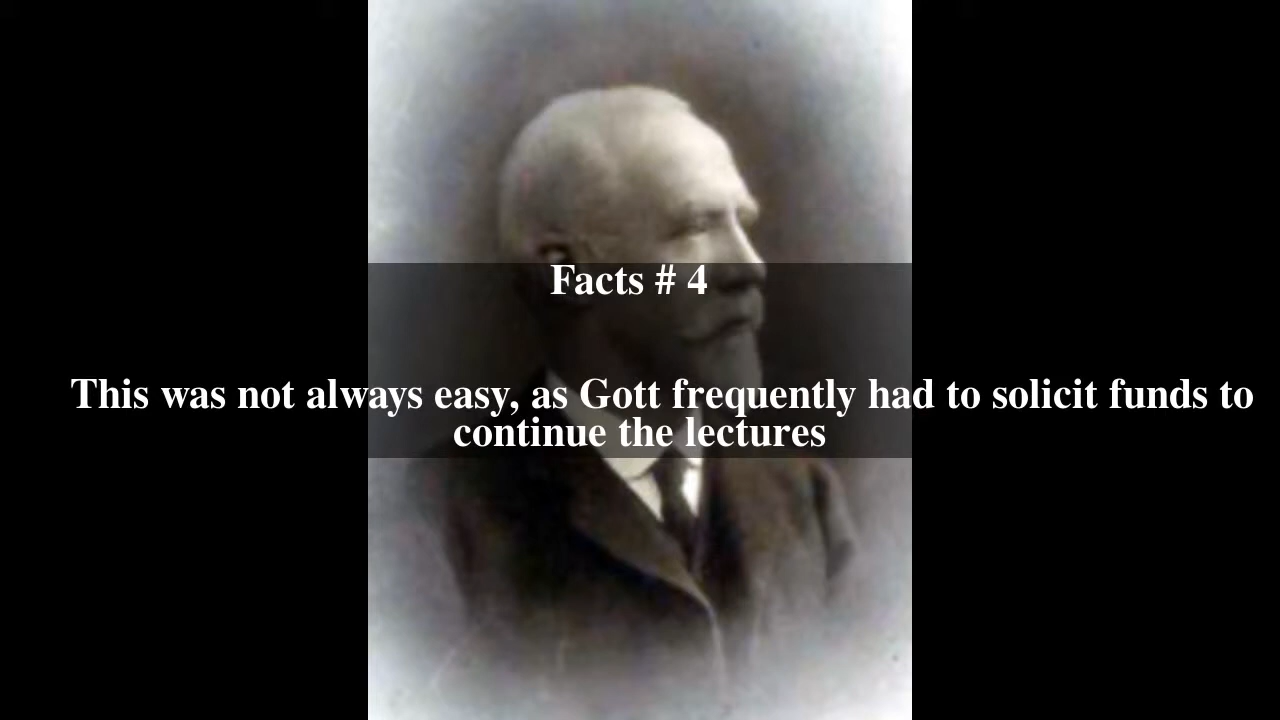 Facts # 4
This was not always easy, as Gott frequently had to solicit funds to
continue the lectures